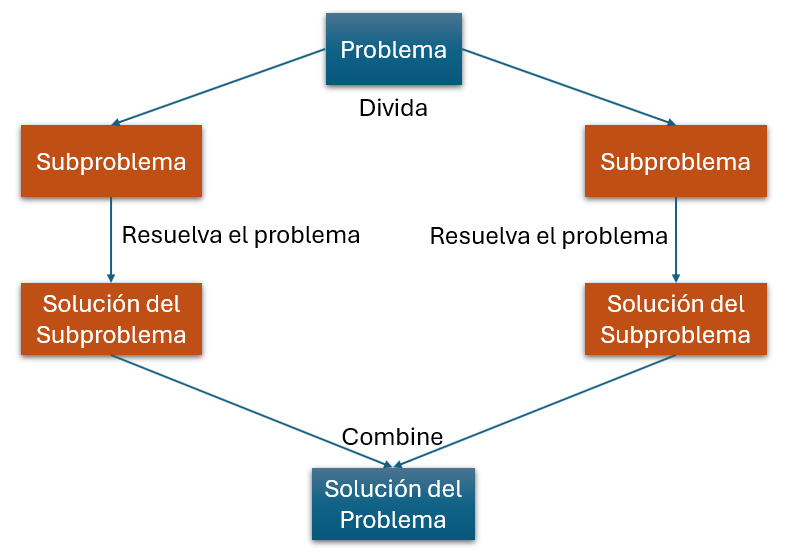 Problema
Divida
Subproblema
Subproblema
Resuelva el problema
Resuelva el problema
Solución del
Subproblema
Solución del
Subproblema
Combine
Solución del
Problema